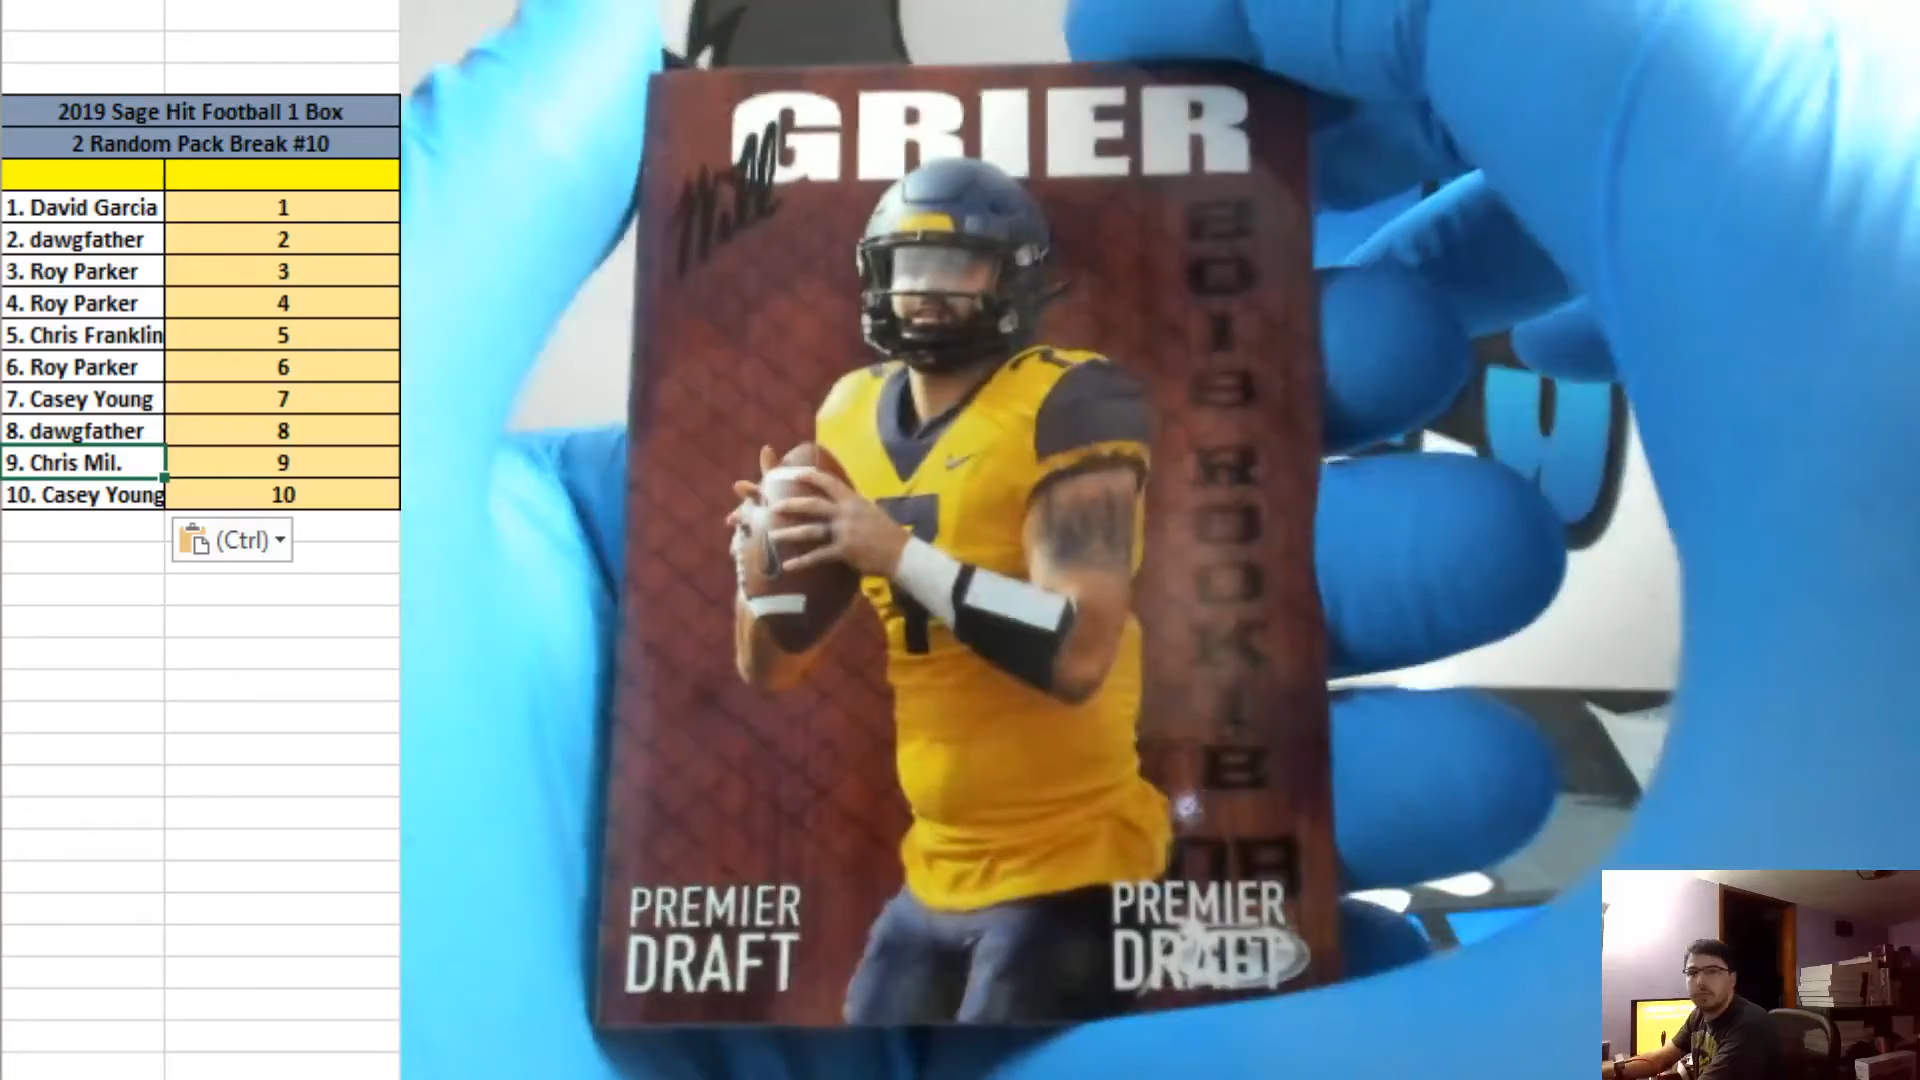 2019 Sage Hit Football 1 Box
2 Random Pack Break #10
1. David Garcia 1
2. dawgfather 2
3. Roy Parker 3
4. Roy Parker 4
5. Chris Franklin 5
6. Roy Parker 6
7. Casey Young 7
8. dawgfather 8
9. Chris Mil. 9
10. Casey Young 10
(Ctrl)
Will
GRIER
2019 ROOKIE
QB
7
PREMIER
DRAFT
PREMIER
DRAFT